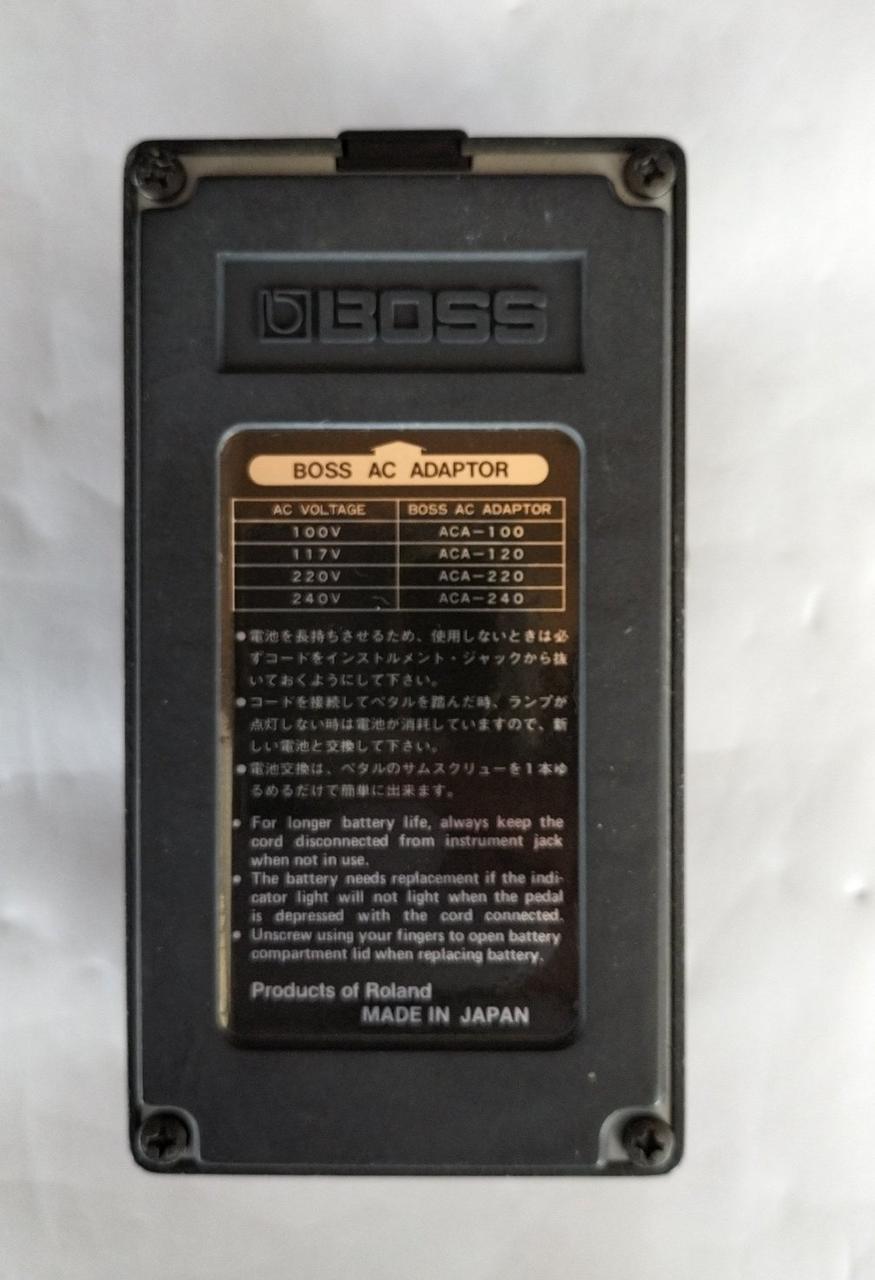 BOSS
BOSS AC ADAPTOR
AC VOLTAGE BOSS AC ADAPTOR
100V ACA-100
117V ACA-120
220V ACA-220
240V ACA-240
●電池を長持ちさせるため、使用しないときは必
ずコードをインストルメント・ジャックから抜
いておくようにして下さい。
●コードを接続してペタルを踏んだ時、ランプが
点灯しない時は電池が消耗していますので、新
しい電池と交換して下さい。
●電池交換は、ペタルのサムスクリューを1本ゆ
るめるだけで簡単に出来ます。
● For longer battery life, always keep the
cord disconnected from instrument jack
when not in use.
● The battery needs replacement if the indi-
cator light will not light when the pedal
is depressed with the cord connected.
● Unscrew using your fingers to open battery
compartment lid when replacing battery.
Products of Roland
MADE IN JAPAN